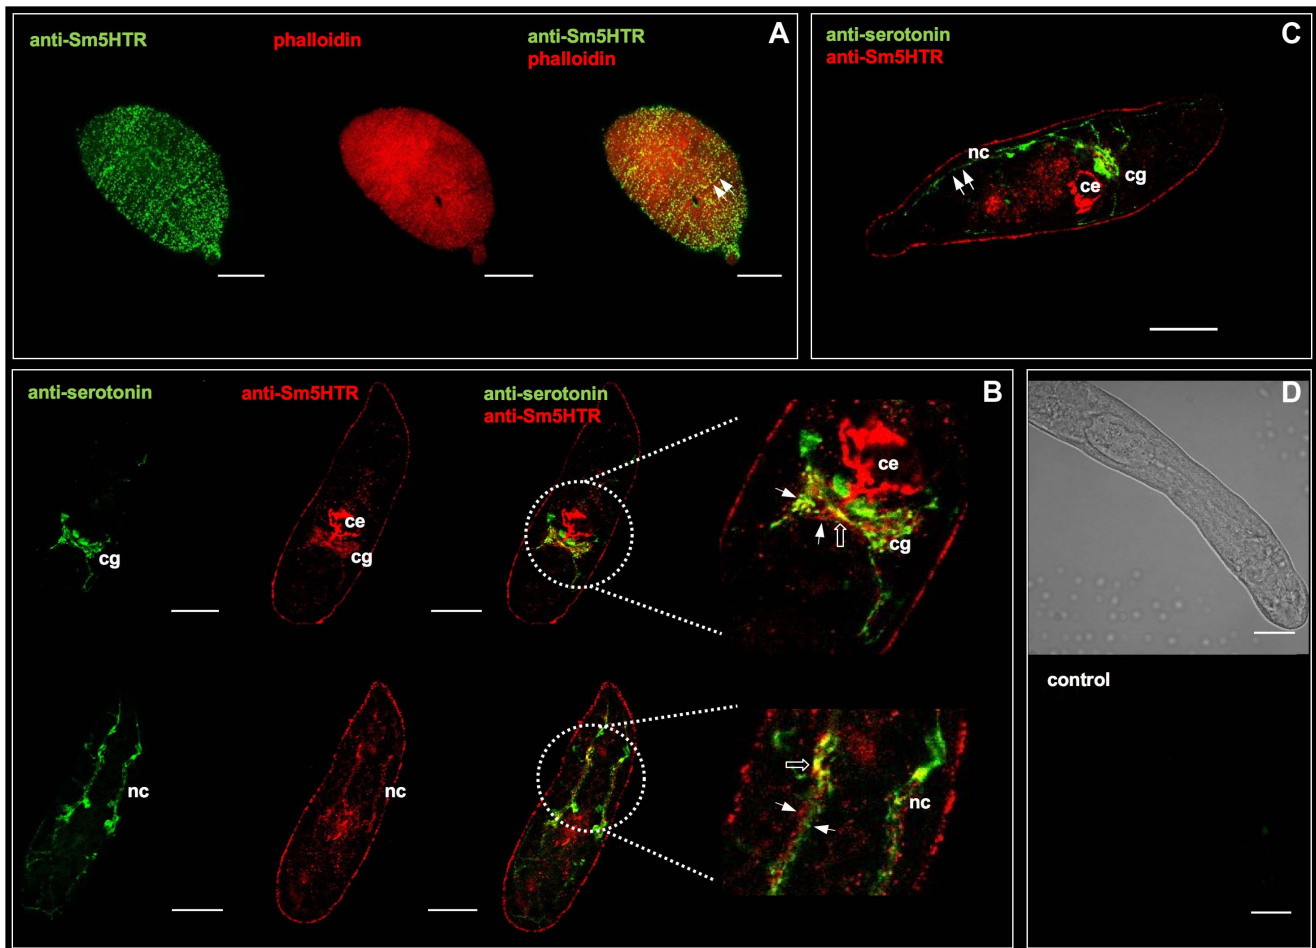 anti-Sm5HTR
phalloidin
anti-Sm5HTR
phalloidin
A
anti-serotonin
anti-Sm5HTR
C
nc
ce
cg
anti-serotonin
anti-Sm5HTR
anti-serotonin
anti-Sm5HTR
B
cg
ce
cg
ce
cg
nc
nc
nc
D
control